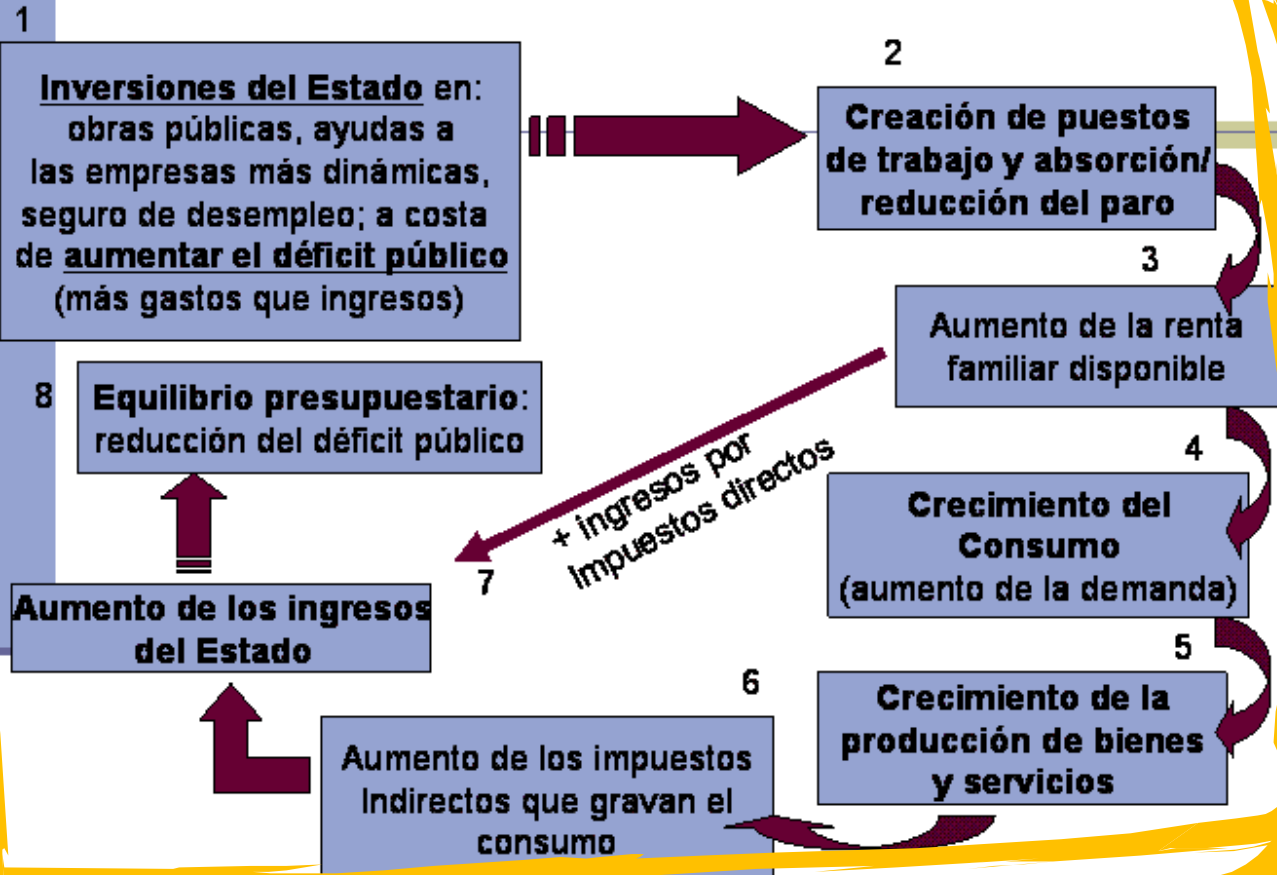 1
Inversiones del Estado en:
obras públicas, ayudas a
las empresas más dinámicas,
seguro de desempleo; a costa
de aumentar el déficit público
(más gastos que ingresos)
2
Creación de puestos
de trabajo y absorción/
reducción del paro
3
Aumento de la renta
familiar disponible
4
Crecimiento del
Consumo
(aumento de la demanda)
5
Crecimiento de la
producción de bienes
y servicios
6
Aumento de los impuestos
Indirectos que gravan el
consumo
+ ingresos por
Impuestos directos
7
Aumento de los ingresos
del Estado
8
Equilibrio presupuestario:
reducción del déficit público